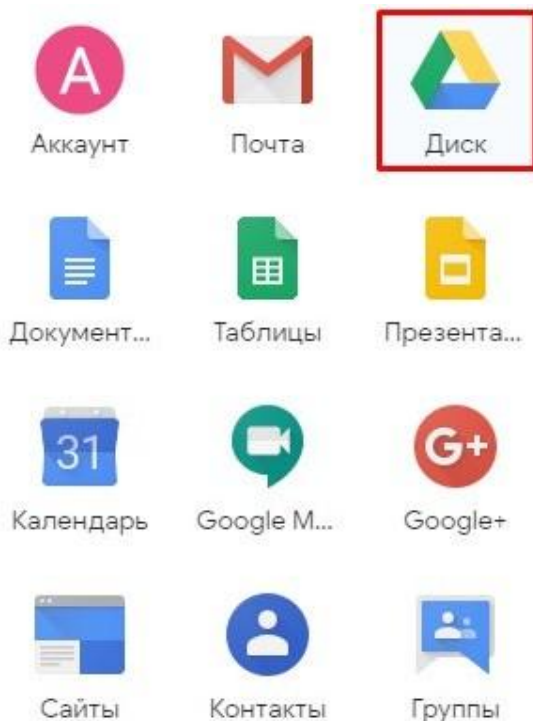 A
Аккаунт Почта Диск
Документ... Таблицы Презента...
31 G+
Календарь Google M... Google+
Сайты Контакты Группы